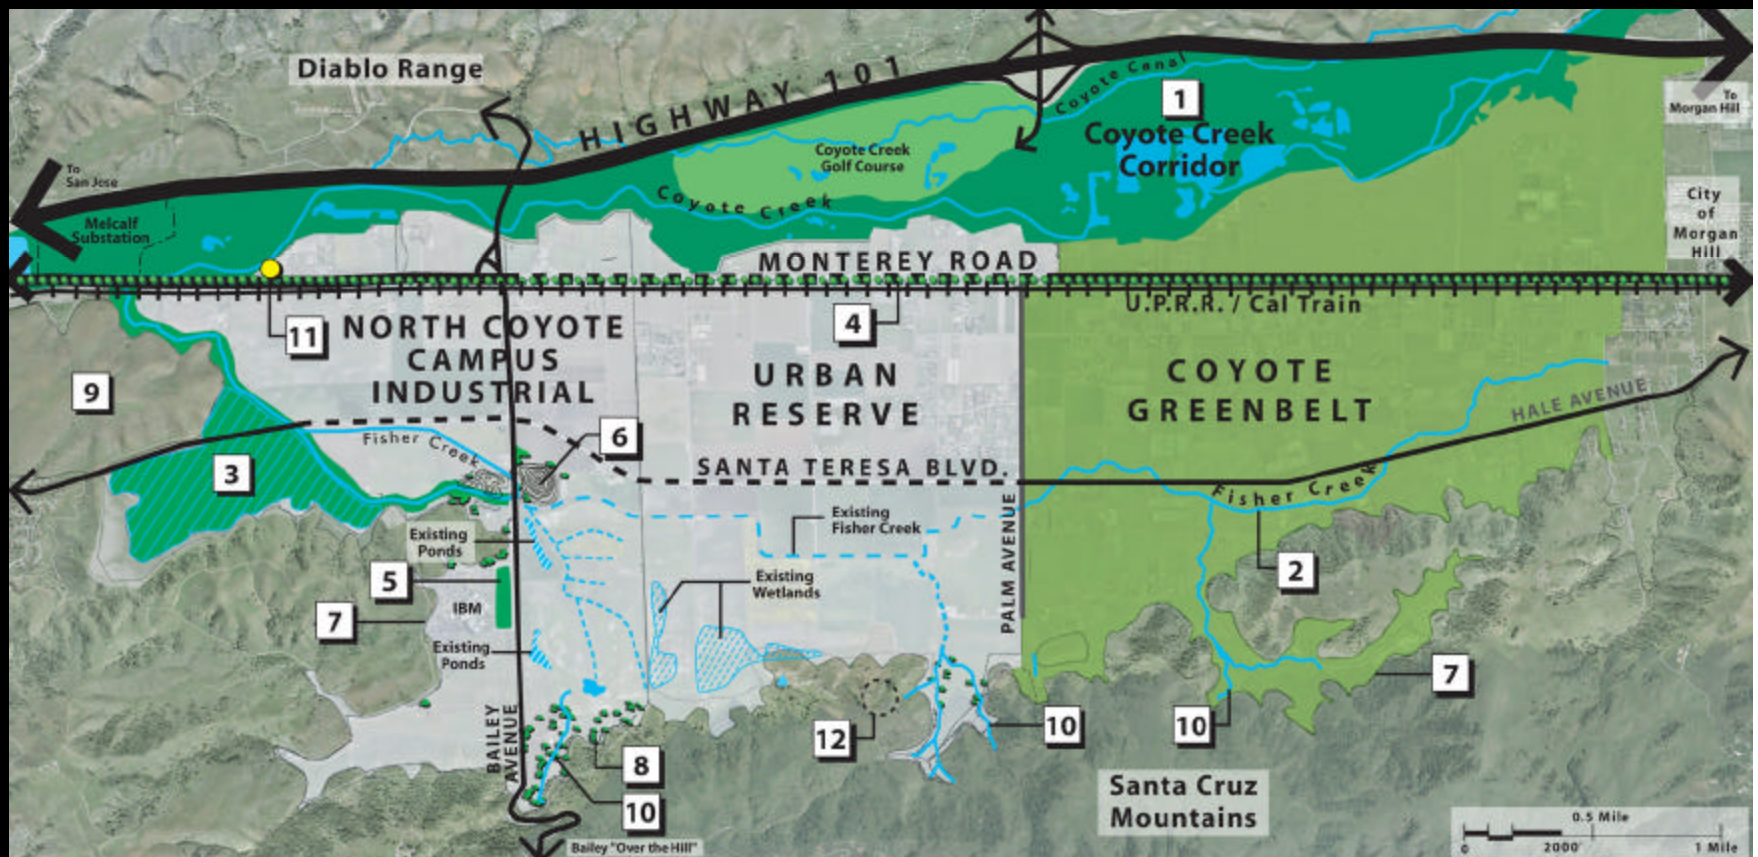 Diablo Range
HIGHWAY 101
Coyote Canal
1
Coyote Creek
Corridor
To
Morgan Hill
To
San Jose
Coyote Creek
Golf Course
Coyote Creek
Metcalf
Substation
City
of
Morgan
Hill
MONTEREY ROAD
U.P.R.R. / Cal Train
11
4
NORTH COYOTE
CAMPUS
INDUSTRIAL
URBAN
RESERVE
COYOTE
GREENBELT
9
HALE AVENUE
Fisher Creek
6
3
SANTA TERESA BLVD.
Fisher Creek
Existing
Fisher Creek
PALM AVENUE
Existing
Ponds
5
2
Existing
Wetlands
IBM
7
Existing
Ponds
7
BAILEY
AVENUE
12
10
10
8
10
Santa Cruz
Mountains
Bailey "Over the Hill"
0.5 Mile
0
2000'
1 Mile